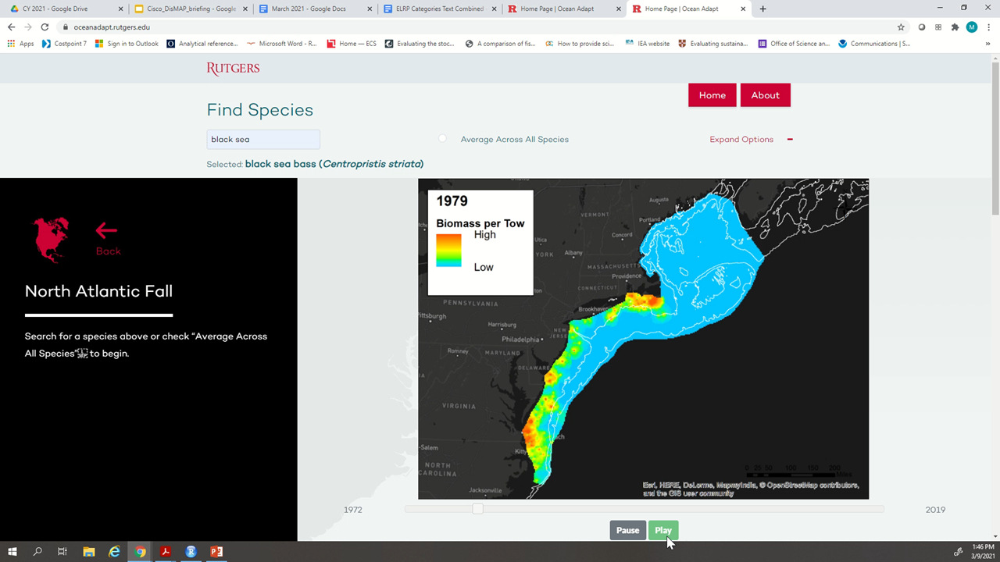 CY 2021 - Google Drive
Cisco_DisMAP_briefing - Google
March 2021 - Google Docs
ELRP Categories Text Combined
Home Page | Ocean Adapt
Home Page | Ocean Adapt
oceanadapt.rutgers.edu
M
Apps
Costpoint 7
Sign in to Outlook
Analytical reference...
Microsoft Word - R...
Home — ECS
Evaluating the stoc...
A comparison of fis...
How to provide sci...
IEA website
Evaluating sustaina...
Office of Science an...
Communications | S...
RUTGERS
Home
About
Find Species
black sea
Average Across All Species
Expand Options
Selected: black sea bass (Centropristis striata)
Back
North Atlantic Fall
Search for a species above or check “Average Across
All Species” to begin.
1979
Biomass per Tow
High
Low
Augusta
VERMONT
Portland
Concord
Utica
YORK
Albany
MASSACHUSETTS
Providence
CONNECTICUT
PENNSYLVANIA
Brookhaven
Pittsburgh
Harrisburg
NEW
JERSEY
Philadelphia
Romney
MARYLAND
DELAWARE
VIRGINIA
Kitty
NORTH
CAROLINA
Jacksonville
0 25 50 100 150 200
Miles
Esri, HERE, DeLorme, MapmyIndia, © OpenStreetMap contributors,
and the GIS user community
1972
2019
Pause
Play
1:46 PM
3/9/2021